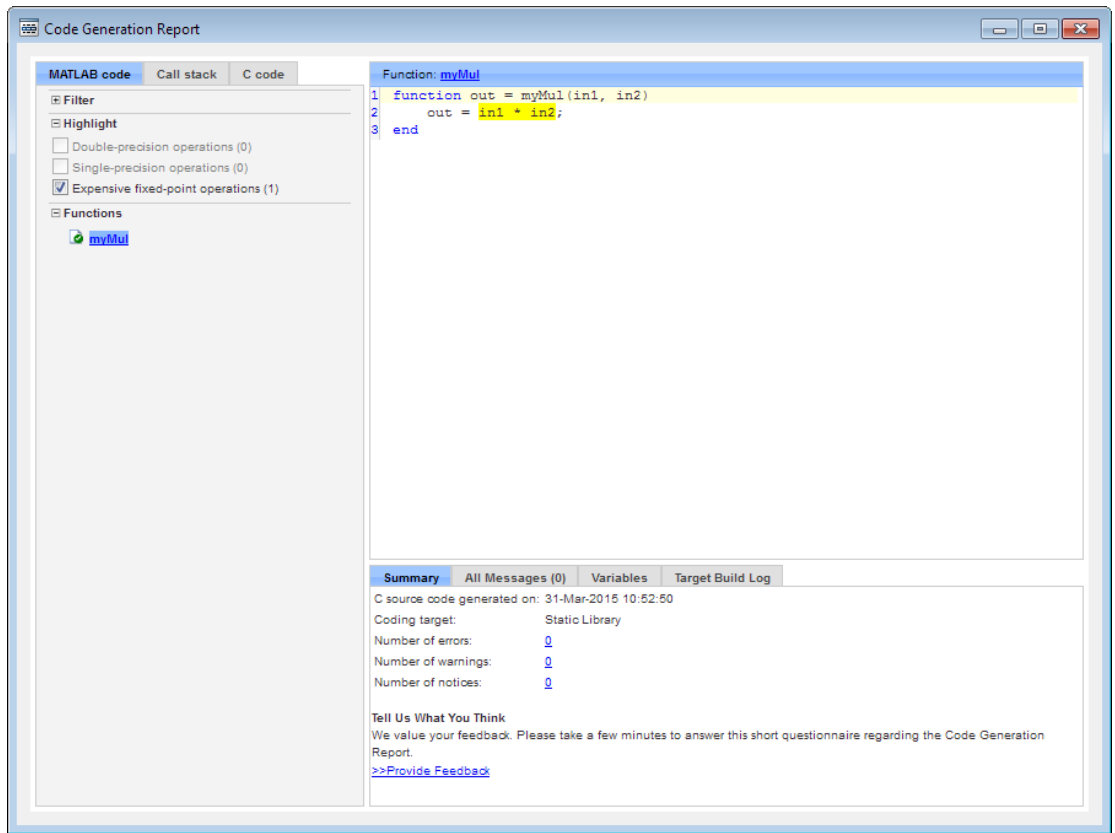 Code Generation Report
MATLAB code Call stack C code
Filter
Highlight
Double-precision operations (0)
Single-precision operations (0)
Expensive fixed-point operations (1)
Functions
myMul
Function: myMul
1 function out = myMul(in1, in2)
2 out = in1 * in2;
3 end
Summary All Messages (0) Variables Target Build Log
C source code generated on: 31-Mar-2015 10:52:50
Coding target: Static Library
Number of errors: 0
Number of warnings: 0
Number of notices: 0
Tell Us What You Think
We value your feedback. Please take a few minutes to answer this short questionnaire regarding the Code Generation
Report.
>>Provide Feedback